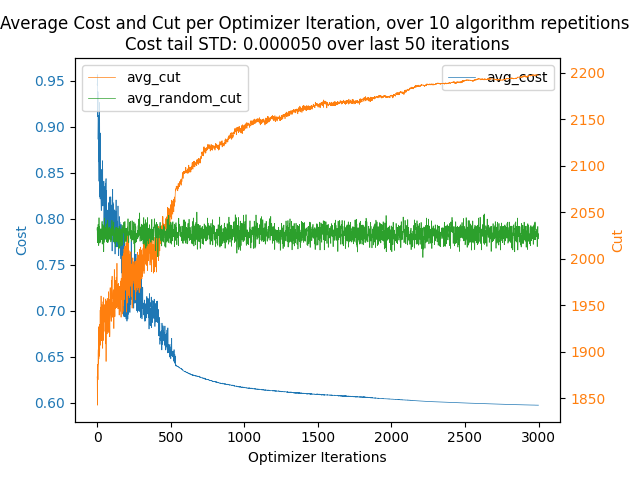 Average Cost and Cut per Optimizer Iteration, over 10 algorithm repetitions
Cost tail STD: 0.000050 over last 50 iterations
avg_cut
avg_random_cut
avg_cost
Cost
0.95
0.90
0.85
0.80
0.75
0.70
0.65
0.60
2200
2150
2100
2050
2000
1950
1900
1850
Cut
0
500
1000
1500
2000
2500
3000
Optimizer Iterations